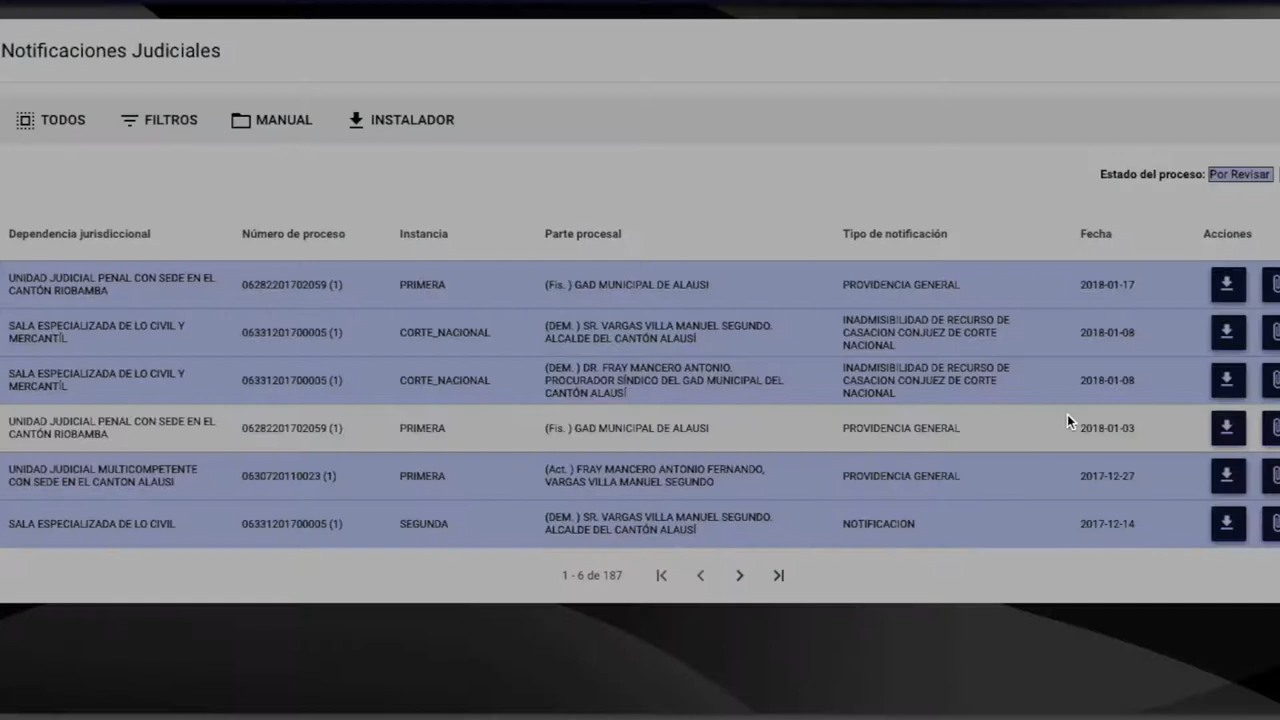 Notificaciones Judiciales
TODOS FILTROS MANUAL INSTALADOR
Estado del proceso: Por Revisar
Dependencia jurisdiccional Número de proceso Instancia Parte procesal Tipo de notificación Fecha Acciones
UNIDAD JUDICIAL PENAL CON SEDE EN EL
CANTÓN RIOBAMBA
06282201702059 (1)
PRIMERA
(Fis. ) GAD MUNICIPAL DE ALAUSI
PROVIDENCIA GENERAL
2018-01-17
SALA ESPECIALIZADA DE LO CIVIL Y
MERCANTÍL
06331201700005 (1)
CORTE_NACIONAL
(DEM. ) SR. VARGAS VILLA MANUEL SEGUNDO.
ALCALDE DEL CANTÓN ALAUSÍ
INADMISIBILIDAD DE RECURSO DE
CASACION CONJUEZ DE CORTE
NACIONAL
2018-01-08
SALA ESPECIALIZADA DE LO CIVIL Y
MERCANTÍL
06331201700005 (1)
CORTE_NACIONAL
(DEM. ) DR. FRAY MANCERO ANTONIO,
PROCURADOR SÍNDICO DEL GAD MUNICIPAL DEL
CANTÓN ALAUSÍ
INADMISIBILIDAD DE RECURSO DE
CASACION CONJUEZ DE CORTE
NACIONAL
2018-01-08
UNIDAD JUDICIAL PENAL CON SEDE EN EL
CANTÓN RIOBAMBA
06282201702059 (1)
PRIMERA
(Fis. ) GAD MUNICIPAL DE ALAUSI
PROVIDENCIA GENERAL
2018-01-03
UNIDAD JUDICIAL MULTICOMPETENTE
CON SEDE EN EL CANTON ALAUSI
0630720110023 (1)
PRIMERA
(Act. ) FRAY MANCERO ANTONIO FERNANDO,
VARGAS VILLA MANUEL SEGUNDO
PROVIDENCIA GENERAL
2017-12-27
SALA ESPECIALIZADA DE LO CIVIL
06331201700005 (1)
SEGUNDA
(DEM. ) SR. VARGAS VILLA MANUEL SEGUNDO.
ALCALDE DEL CANTÓN ALAUSÍ
NOTIFICACION
2017-12-14
1 - 6 de 187